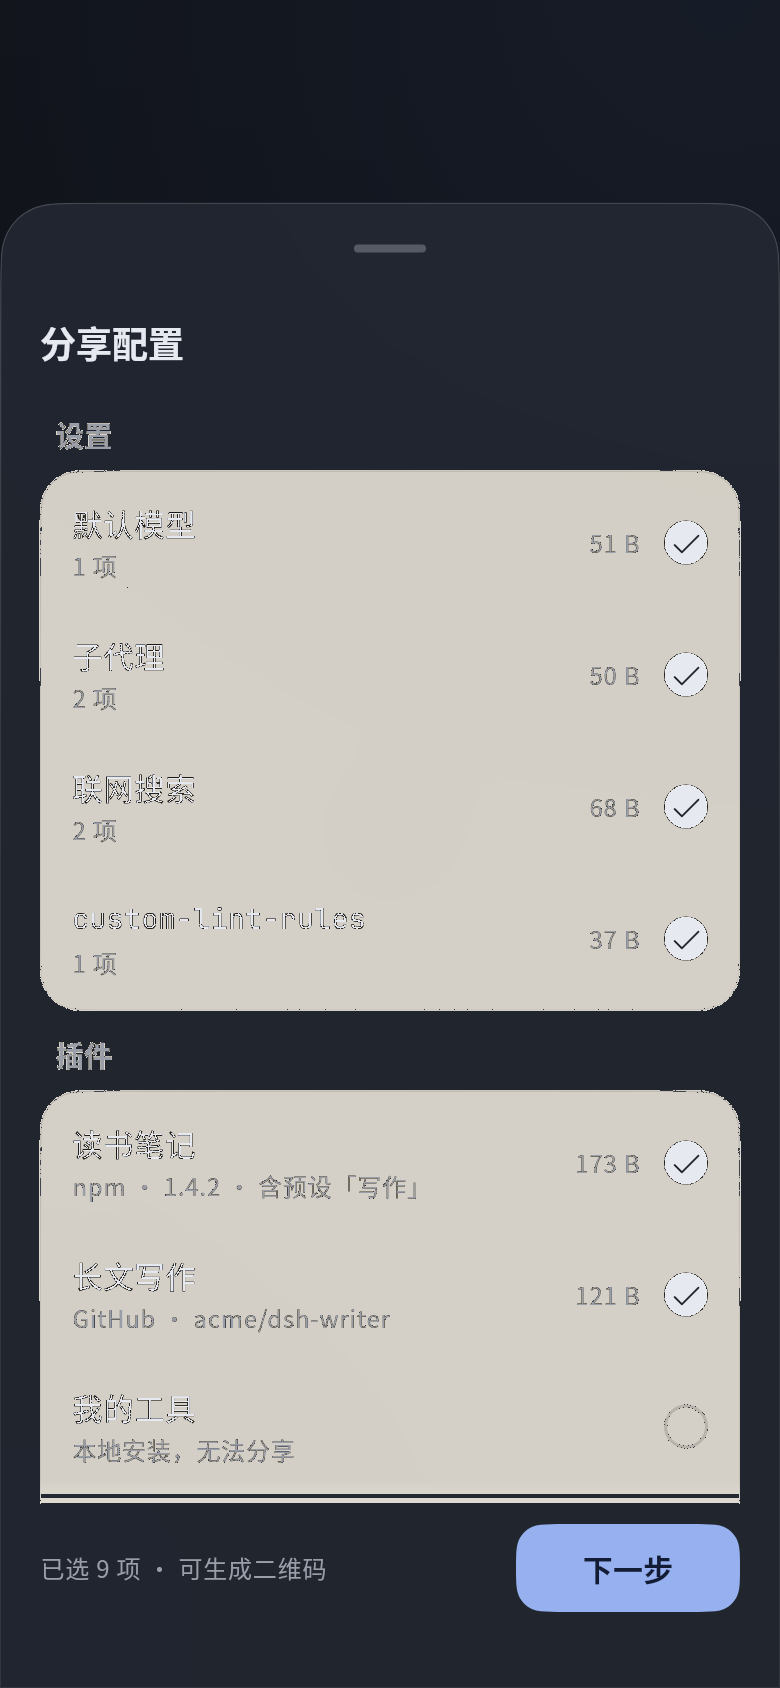 分享配置
设置
默认模型
1 项
51 B
子代理
2 项
50 B
联网搜索
2 项
68 B
custom-lint-rules
1 项
37 B
插件
读书笔记
npm · 1.4.2 · 含预设「写作」
173 B
长文写作
GitHub · acme/dsh-writer
121 B
我的工具
本地安装，无法分享
已选 9 项 · 可生成二维码
下一步